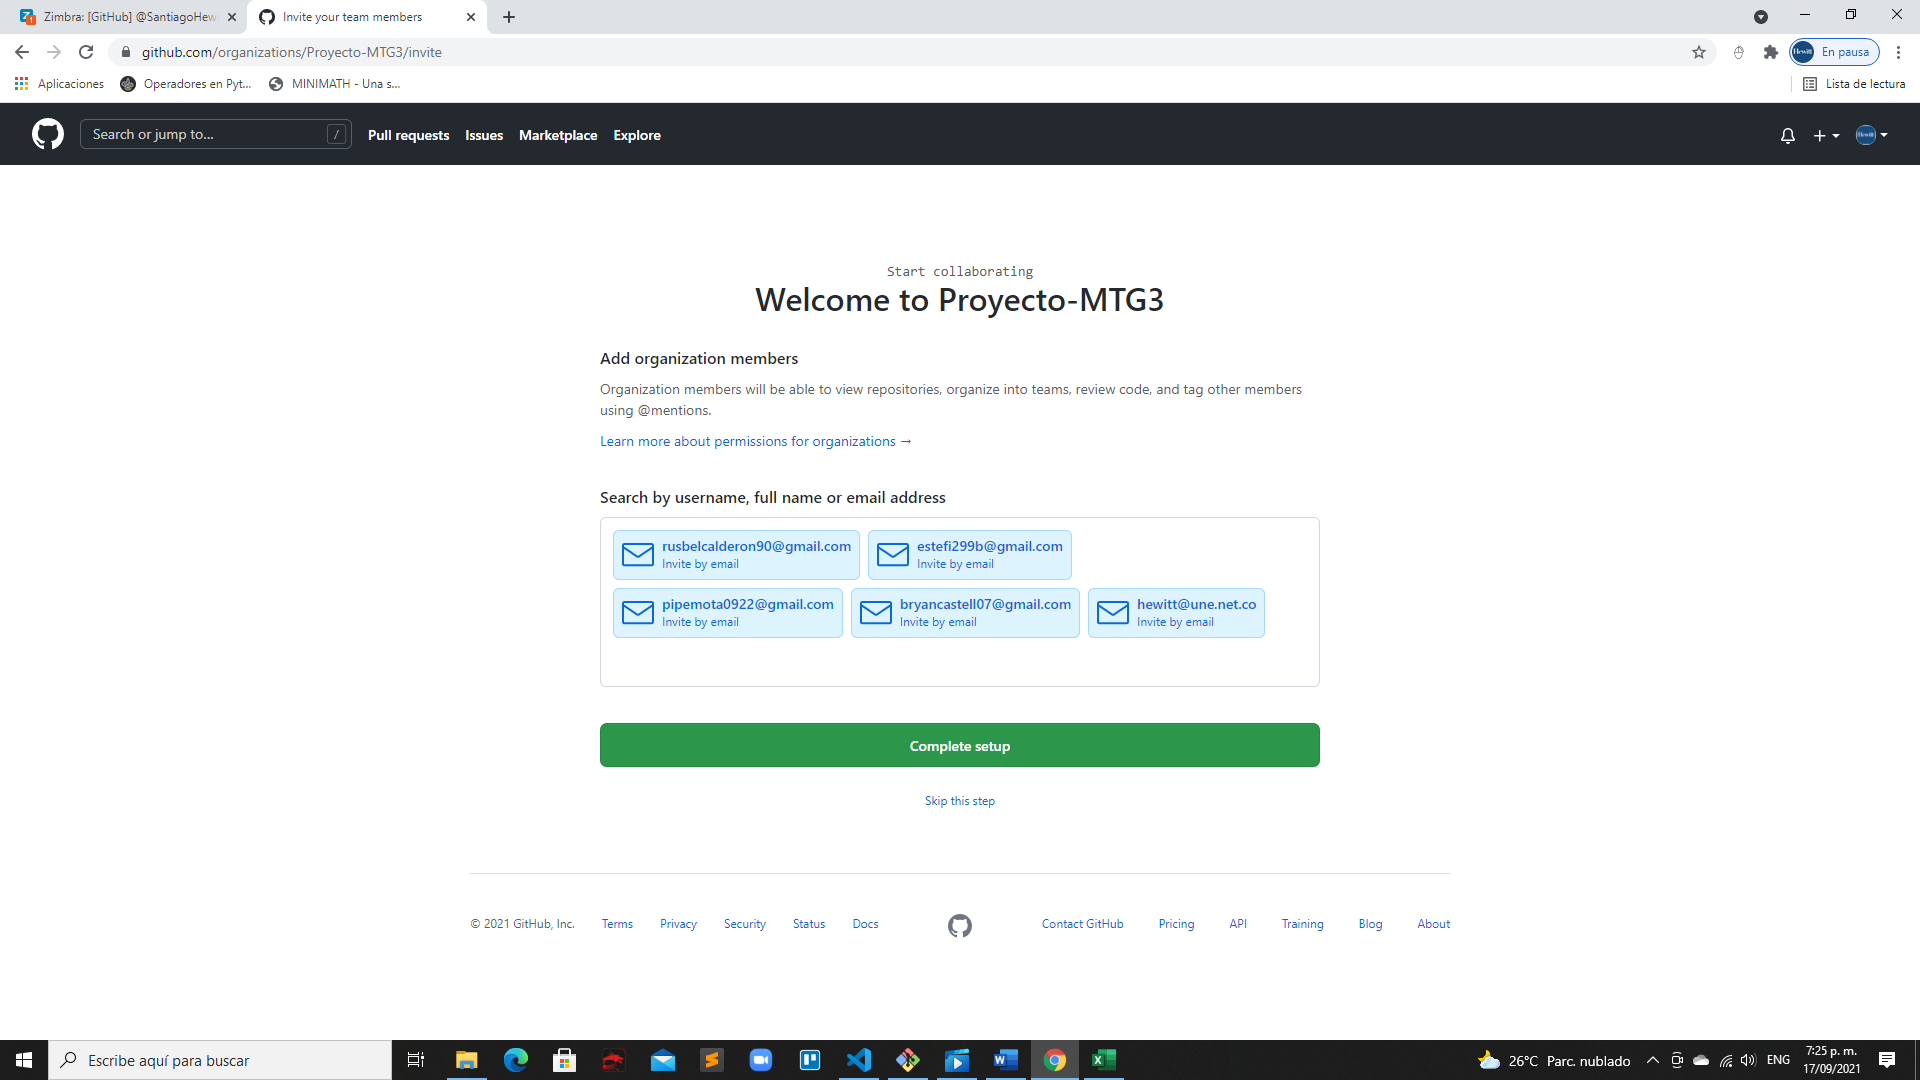 Zimbra: [GitHub] @SantiagoHew
Invite your team members
github.com/organizations/Proyecto-MTG3/invite
Hewitt
En pausa
Aplicaciones
Operadores en Pyt...
MINIMATH - Una s...
Lista de lectura
Search or jump to...
/
Pull requests
Issues
Marketplace
Explore
Start collaborating
Welcome to Proyecto-MTG3
Add organization members
Organization members will be able to view repositories, organize into teams, review code, and tag other members
using @mentions.
Learn more about permissions for organizations →
Search by username, full name or email address
rusbelcalderon90@gmail.com
Invite by email
estefi299b@gmail.com
Invite by email
pipemota0922@gmail.com
Invite by email
bryancastell07@gmail.com
Invite by email
hewitt@une.net.co
Invite by email
Complete setup
Skip this step
© 2021 GitHub, Inc.
Terms
Privacy
Security
Status
Docs
Contact GitHub
Pricing
API
Training
Blog
About
Escribe aquí para buscar
26°C Parc. nublado
ENG
7:25 p. m.
17/09/2021